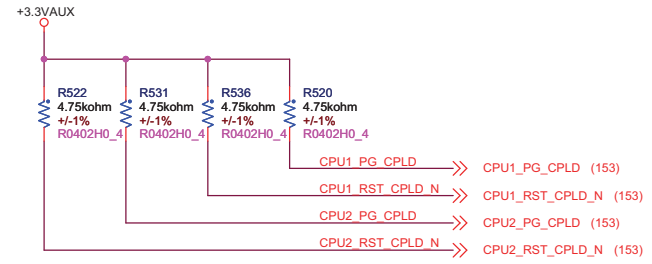 +3.3VAUX
R522 R531 R536 R520
4.75kohm 4.75kohm 4.75kohm 4.75kohm
+/-1% +/-1% +/-1% +/-1%
R0402H0_4 R0402H0_4 R0402H0_4 R0402H0_4
CPU1_PG_CPLD CPU1_PG_CPLD (153)
CPU1_RST_CPLD_N CPU1_RST_CPLD_N (153)
CPU2_PG_CPLD CPU2_PG_CPLD (153)
CPU2_RST_CPLD_N CPU2_RST_CPLD_N (153)